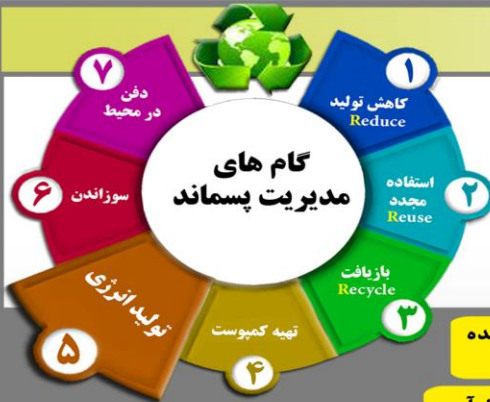 گام های
مدیریت پسماند
۱
کاهش تولید
Reduce
۲
استفاده
مجدد
Reuse
۳
بازیافت
Recycle
۴
تهیه کمپوست
۵
تولید انرژی
۶
سوزاندن
۷
دفن
در محیط